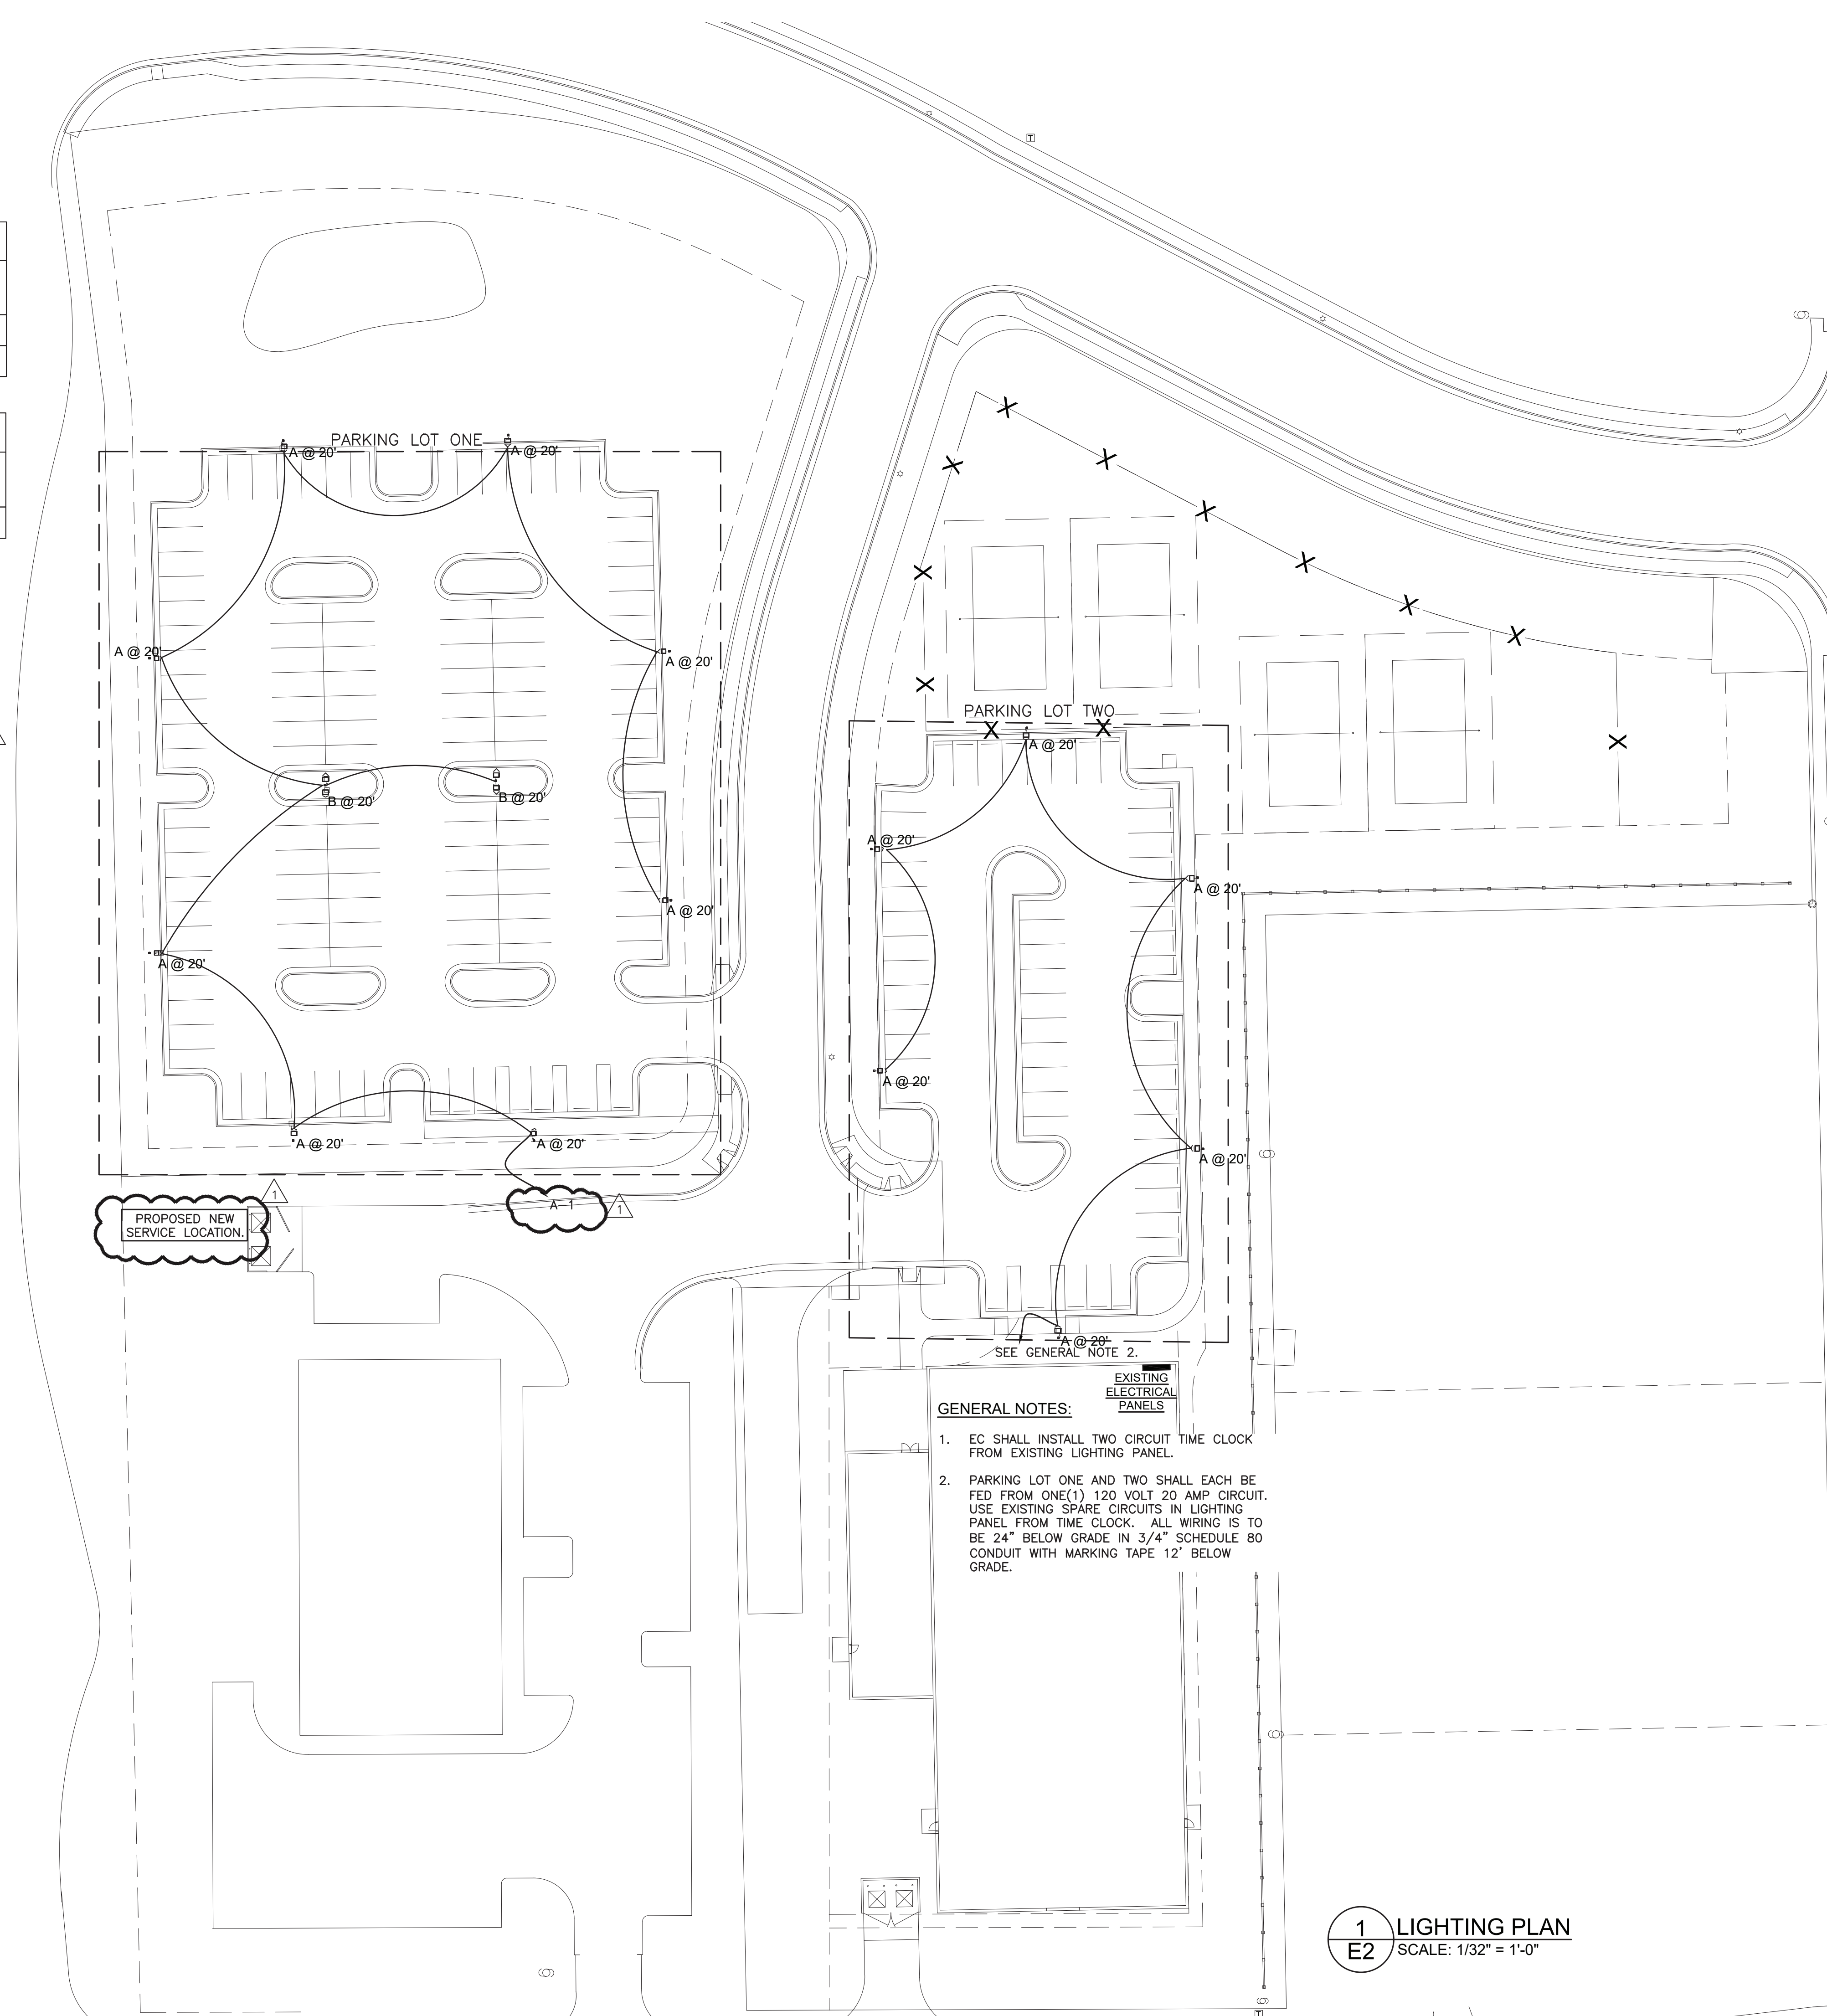 PARKING LOT ONE
A @ 20'
A @ 20'
A @ 20'
A @ 20'
B @ 20'
B @ 20'
A @ 20'
A @ 20'
A @ 20'
A @ 20'
PARKING LOT TWO
A @ 20'
A @ 20'
A @ 20'
A @ 20'
A @ 20'
A @ 20'
SEE GENERAL NOTE 2.
1
PROPOSED NEW
SERVICE LOCATION.
A-1
1
EXISTING
ELECTRICAL
PANELS
GENERAL NOTES:
1. EC SHALL INSTALL TWO CIRCUIT TIME CLOCK
FROM EXISTING LIGHTING PANEL.
2. PARKING LOT ONE AND TWO SHALL EACH BE
FED FROM ONE(1) 120 VOLT 20 AMP CIRCUIT.
USE EXISTING SPARE CIRCUITS IN LIGHTING
PANEL FROM TIME CLOCK. ALL WIRING IS TO
BE 24" BELOW GRADE IN 3/4" SCHEDULE 80
CONDUIT WITH MARKING TAPE 12' BELOW
GRADE.
T
X
X
X
X
X
X
X
X
X
X
X
X
T
1
E2
LIGHTING PLAN
SCALE: 1/32" = 1'-0"